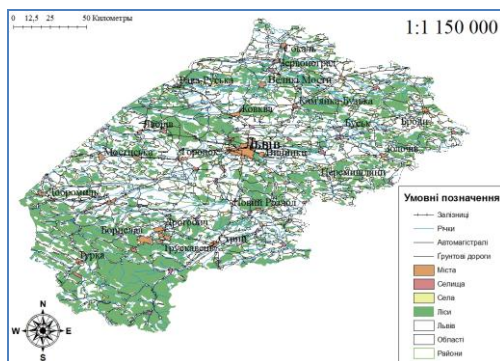 0 12,5 25 50 Километры
1:1 150 000
Сокаль
Червоноград
Рава-Руська
Великі Мости
Кам'янка-Бузька
Жовква
Броди
Буськ
Яворів
Львів
Мостиська
Городок
Винники
Золочів
Перемишляни
Добромиль
Новий Розділ
Дрогобич
Борислав
Стрий
Трускавець
Турка
Умовні позначення
Залізниці
Річки
Автомагістралі
Ґрунтові дороги
Міста
Селища
Села
Ліси
Львів
Області
Райони
N
W E
S